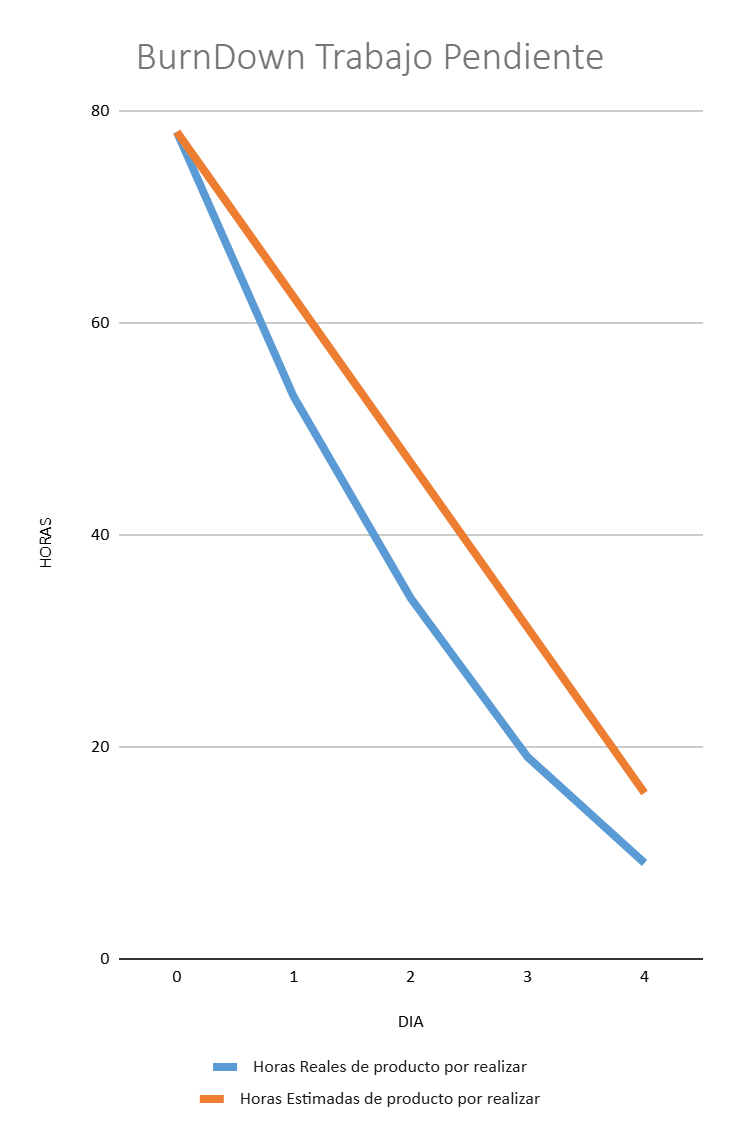 BurnDown Trabajo Pendiente
80
60
40
20
0
HORAS
0 1 2 3 4
DIA
Horas Reales de producto por realizar
Horas Estimadas de producto por realizar